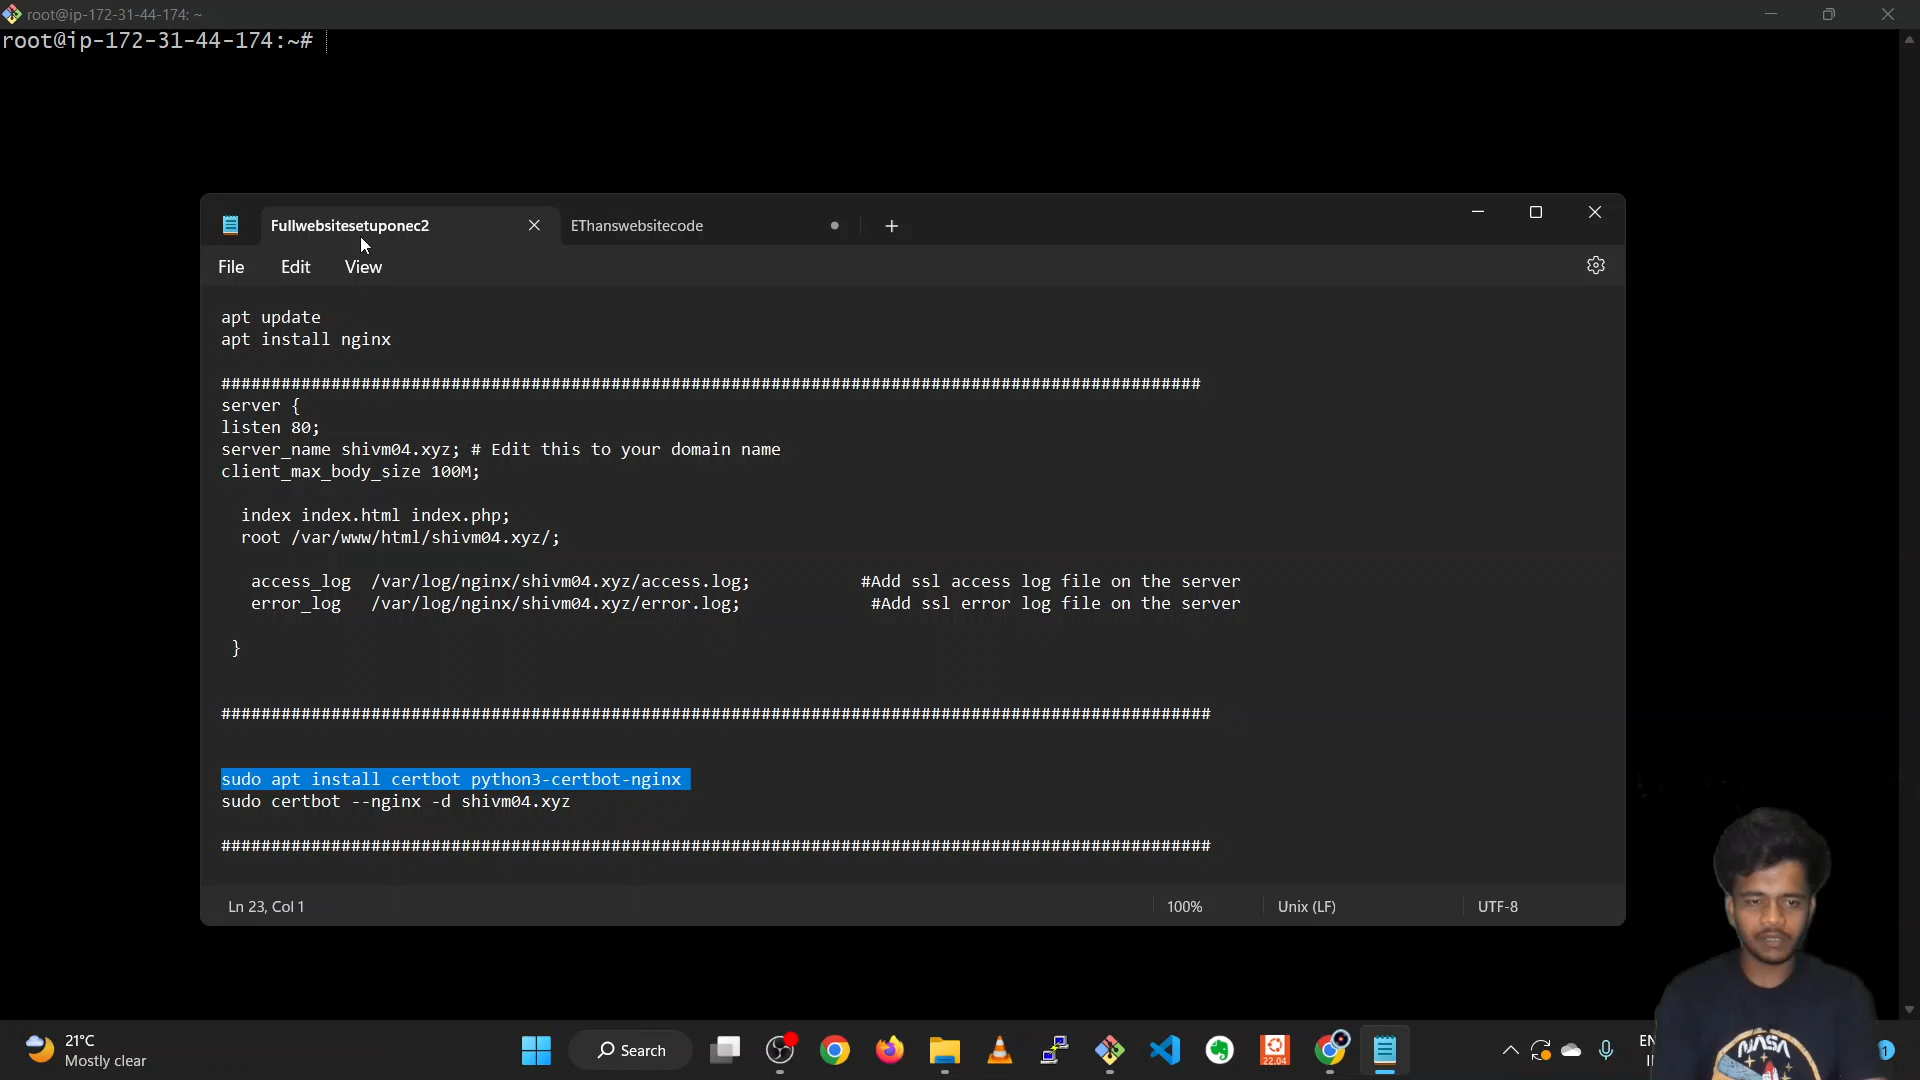 root@ip-172-31-44-174: ~
root@ip-172-31-44-174:~#
Fullwebsitesetuponec2
EThanswebsitecode
File Edit View
apt update
apt install nginx
##################################################################################################
server {
listen 80;
server_name shivm04.xyz; # Edit this to your domain name
client_max_body_size 100M;
index index.html index.php;
root /var/www/html/shivm04.xyz/;
access_log /var/log/nginx/shivm04.xyz/access.log; #Add ssl access log file on the server
error_log /var/log/nginx/shivm04.xyz/error.log; #Add ssl error log file on the server
}
###################################################################################################
sudo apt install certbot python3-certbot-nginx
sudo certbot --nginx -d shivm04.xyz
###################################################################################################
Ln 23, Col 1
100%
Unix (LF)
UTF-8
21°C
Mostly clear
Search
22.04
1
NASA